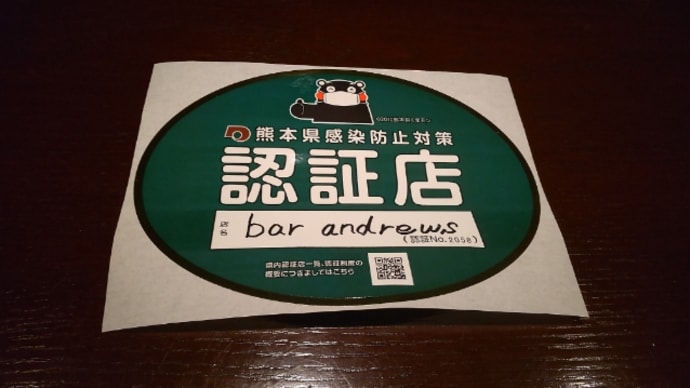 熊本県感染防止対策
認証店
店名 bar andrews
(認証No.2058)
県内認証店一覧、認証制度の
概要につきましてはこちら